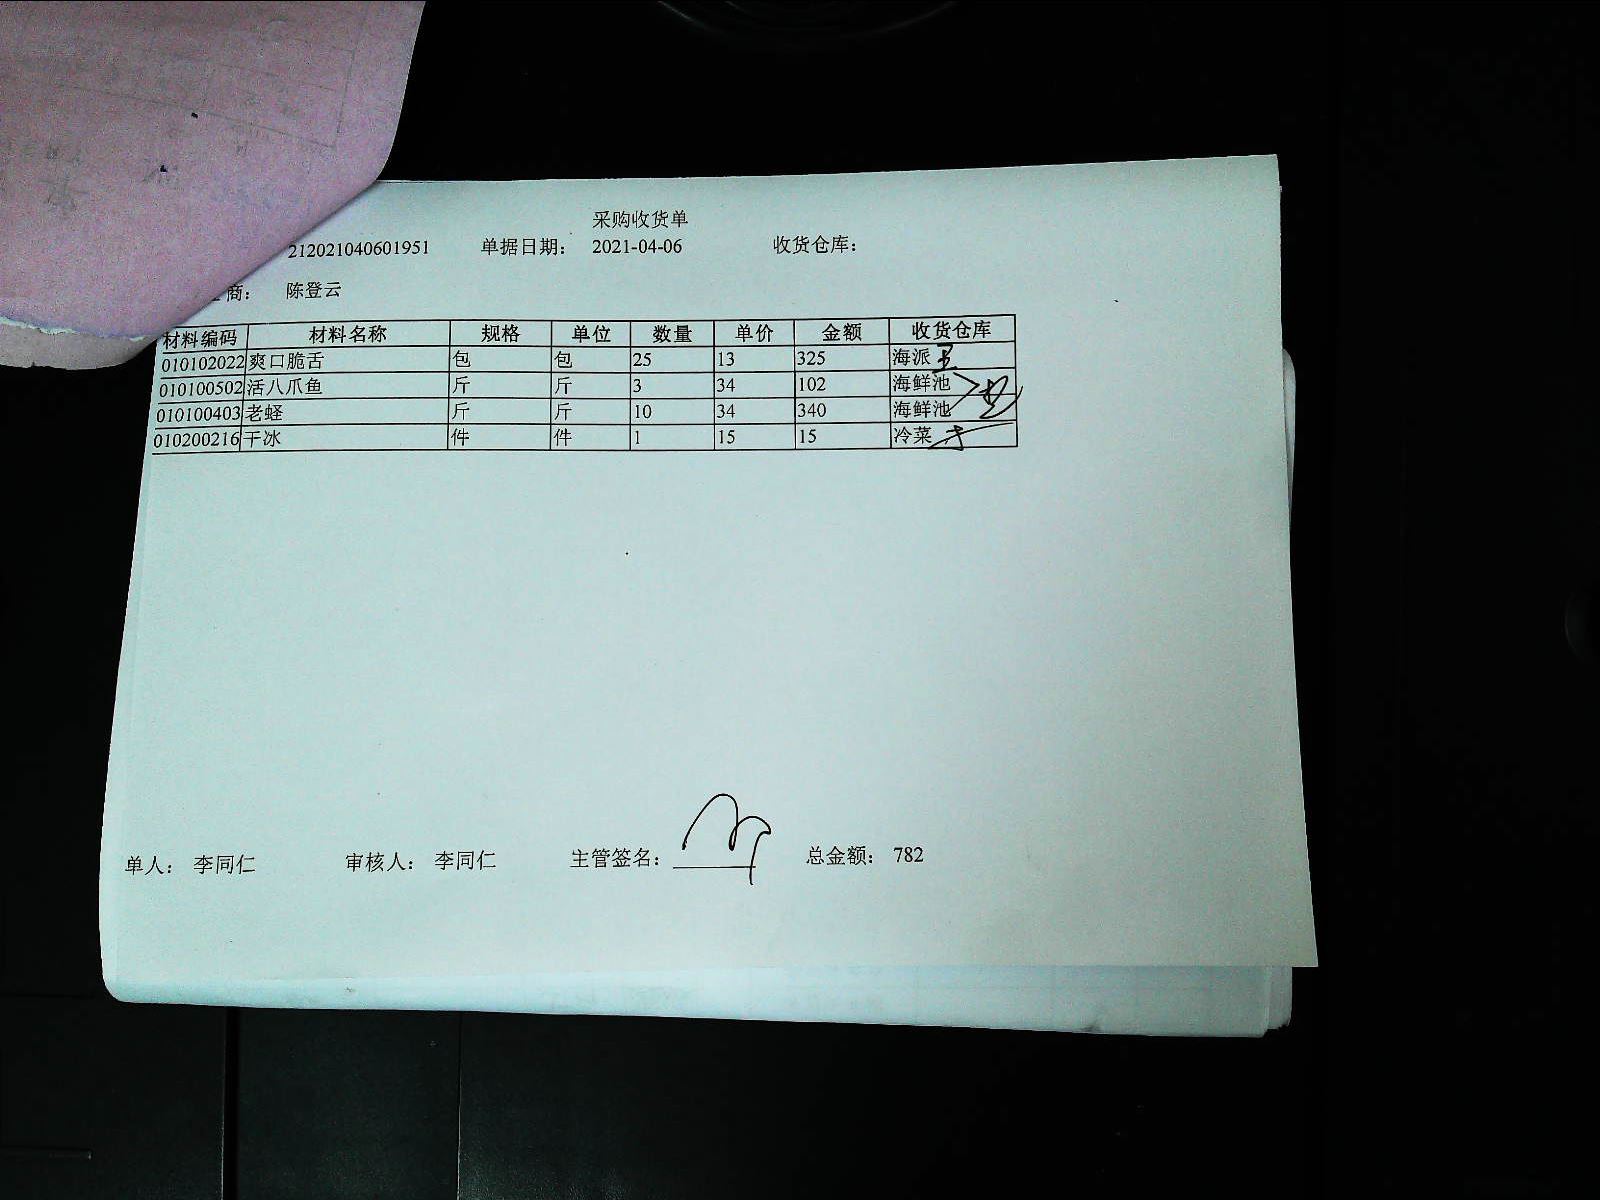 采购收货单
212021040601951 单据日期： 2021-04-06 收货仓库：
商： 陈登云
材料编码 材料名称 规格 单位 数量 单价 金额 收货仓库
010102022 爽口脆舌 包 包 25 13 325 海派
010100502 活八爪鱼 斤 斤 3 34 102 海鲜池
010100403 老蛏 斤 斤 10 34 340 海鲜池
010200216 干冰 件 件 1 15 15 冷菜
单人： 李同仁 审核人： 李同仁 主管签名： 总金额： 782